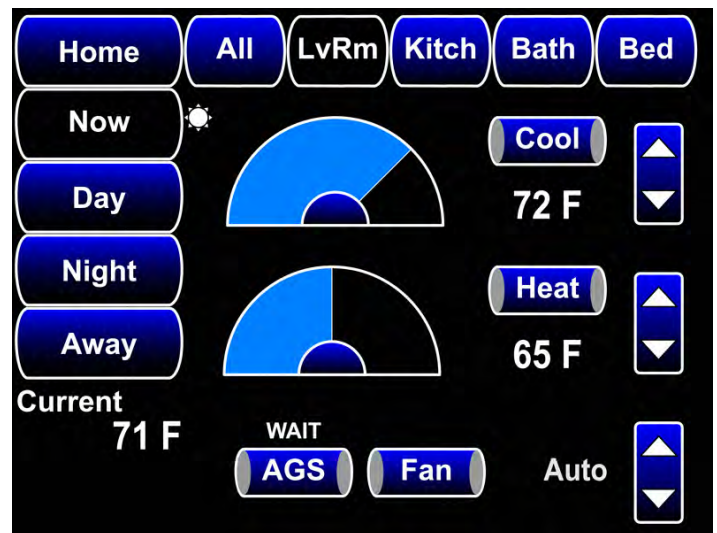 Home All LvRm Kitch Bath Bed
Now
Cool
Day
72 F
Night
Heat
Away
65 F
Current
71 F
WAIT
AGS Fan Auto